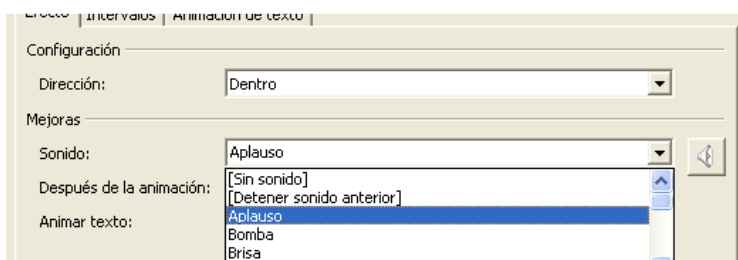 Efecto Intervalos Animación de texto
Configuración
Dirección: Dentro
Mejoras
Sonido: Aplauso
[Sin sonido]
Después de la animación: [Detener sonido anterior]
Aplauso
Animar texto:
Bomba
Brisa